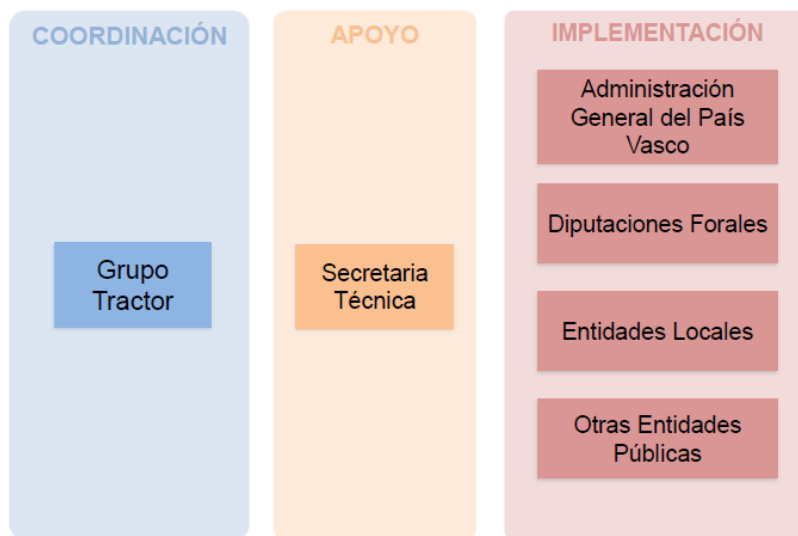 COORDINACIÓN
Grupo
Tractor
APOYO
Secretaria
Técnica
IMPLEMENTACIÓN
Administración
General del País
Vasco
Diputaciones Forales
Entidades Locales
Otras Entidades
Públicas